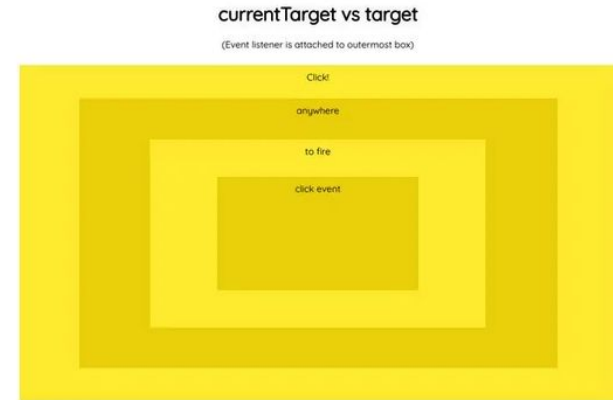 currentTarget vs target
(Event listener is attached to outermost box)
Click!
anywhere
to fire
click event